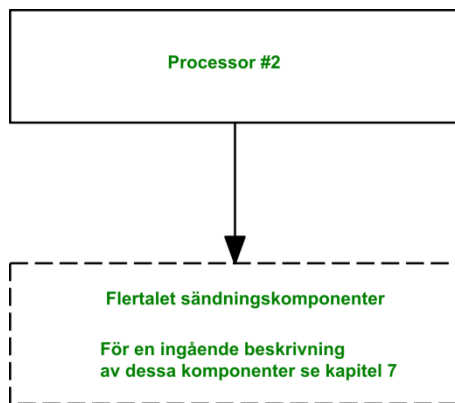 Processor #2
Flertalet sändningskomponenter
För en ingående beskrivning
av dessa komponenter se kapitel 7